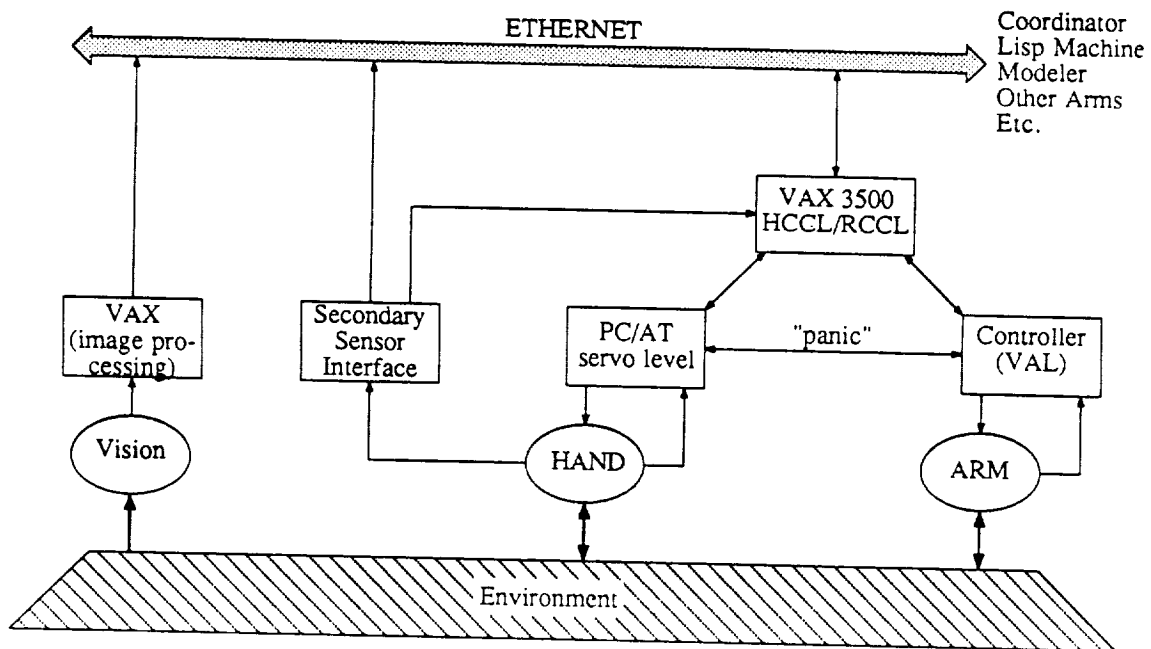 ETHERNET
Coordinator
Lisp Machine
Modeler
Other Arms
Etc.
VAX 3500
HCCL/RCCL
VAX
(image pro-
cessing)
Secondary
Sensor
Interface
PC/AT
servo level
"panic"
Controller
(VAL)
Vision
HAND
ARM
Environment